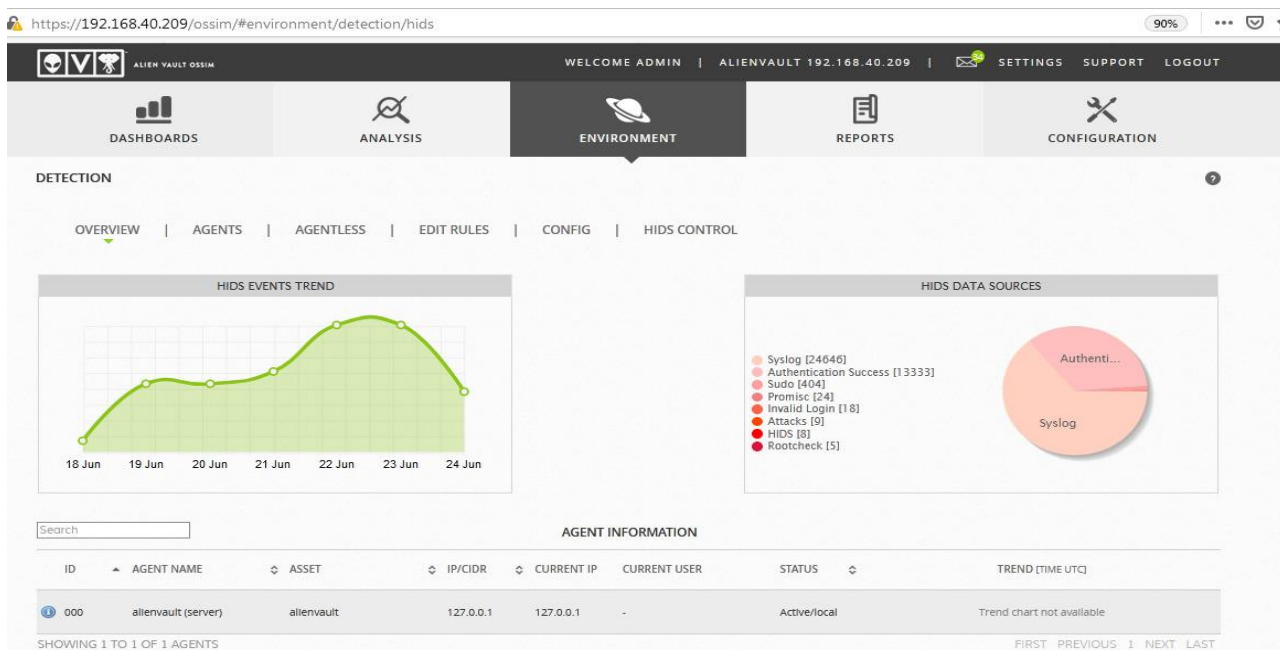 https://192.168.40.209/ossim/#environment/detection/hids 90%
ALIEN VAULT OSSIM WELCOME ADMIN | ALIENVAULT 192.168.40.209 | SETTINGS SUPPORT LOGOUT
DASHBOARDS ANALYSIS ENVIRONMENT REPORTS CONFIGURATION
DETECTION ?
OVERVIEW | AGENTS | AGENTLESS | EDIT RULES | CONFIG | HIDS CONTROL
HIDS EVENTS TREND
18 Jun 19 Jun 20 Jun 21 Jun 22 Jun 23 Jun 24 Jun
HIDS DATA SOURCES
Syslog [24646]
Authentication Success [13333]
Sudo [404]
Promisc [24]
Invalid Login [18]
Attacks [9]
HIDS [8]
Rootcheck [5]
Authenti...
Syslog
Search
AGENT INFORMATION
ID AGENT NAME ASSET IP/CIDR CURRENT IP CURRENT USER STATUS TREND [TIME UTC]
000 alienvault (server) alienvault 127.0.0.1 127.0.0.1 - Active/local Trend chart not available
SHOWING 1 TO 1 OF 1 AGENTS FIRST PREVIOUS 1 NEXT LAST